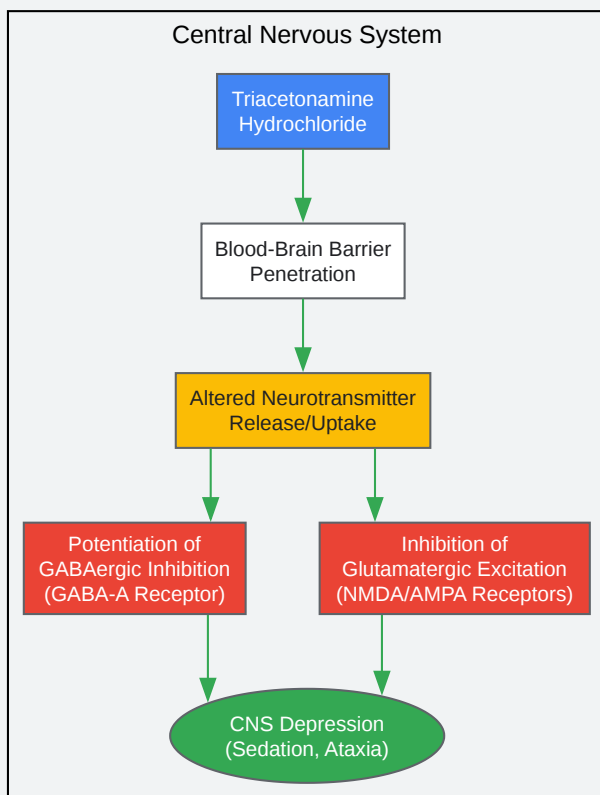 Central Nervous System
Triacetonamine
Hydrochloride
Blood-Brain Barrier
Penetration
Altered Neurotransmitter
Release/Uptake
Potentiation of
GABAergic Inhibition
(GABA-A Receptor)
Inhibition of
Glutamatergic Excitation
(NMDA/AMPA Receptors)
CNS Depression
(Sedation, Ataxia)